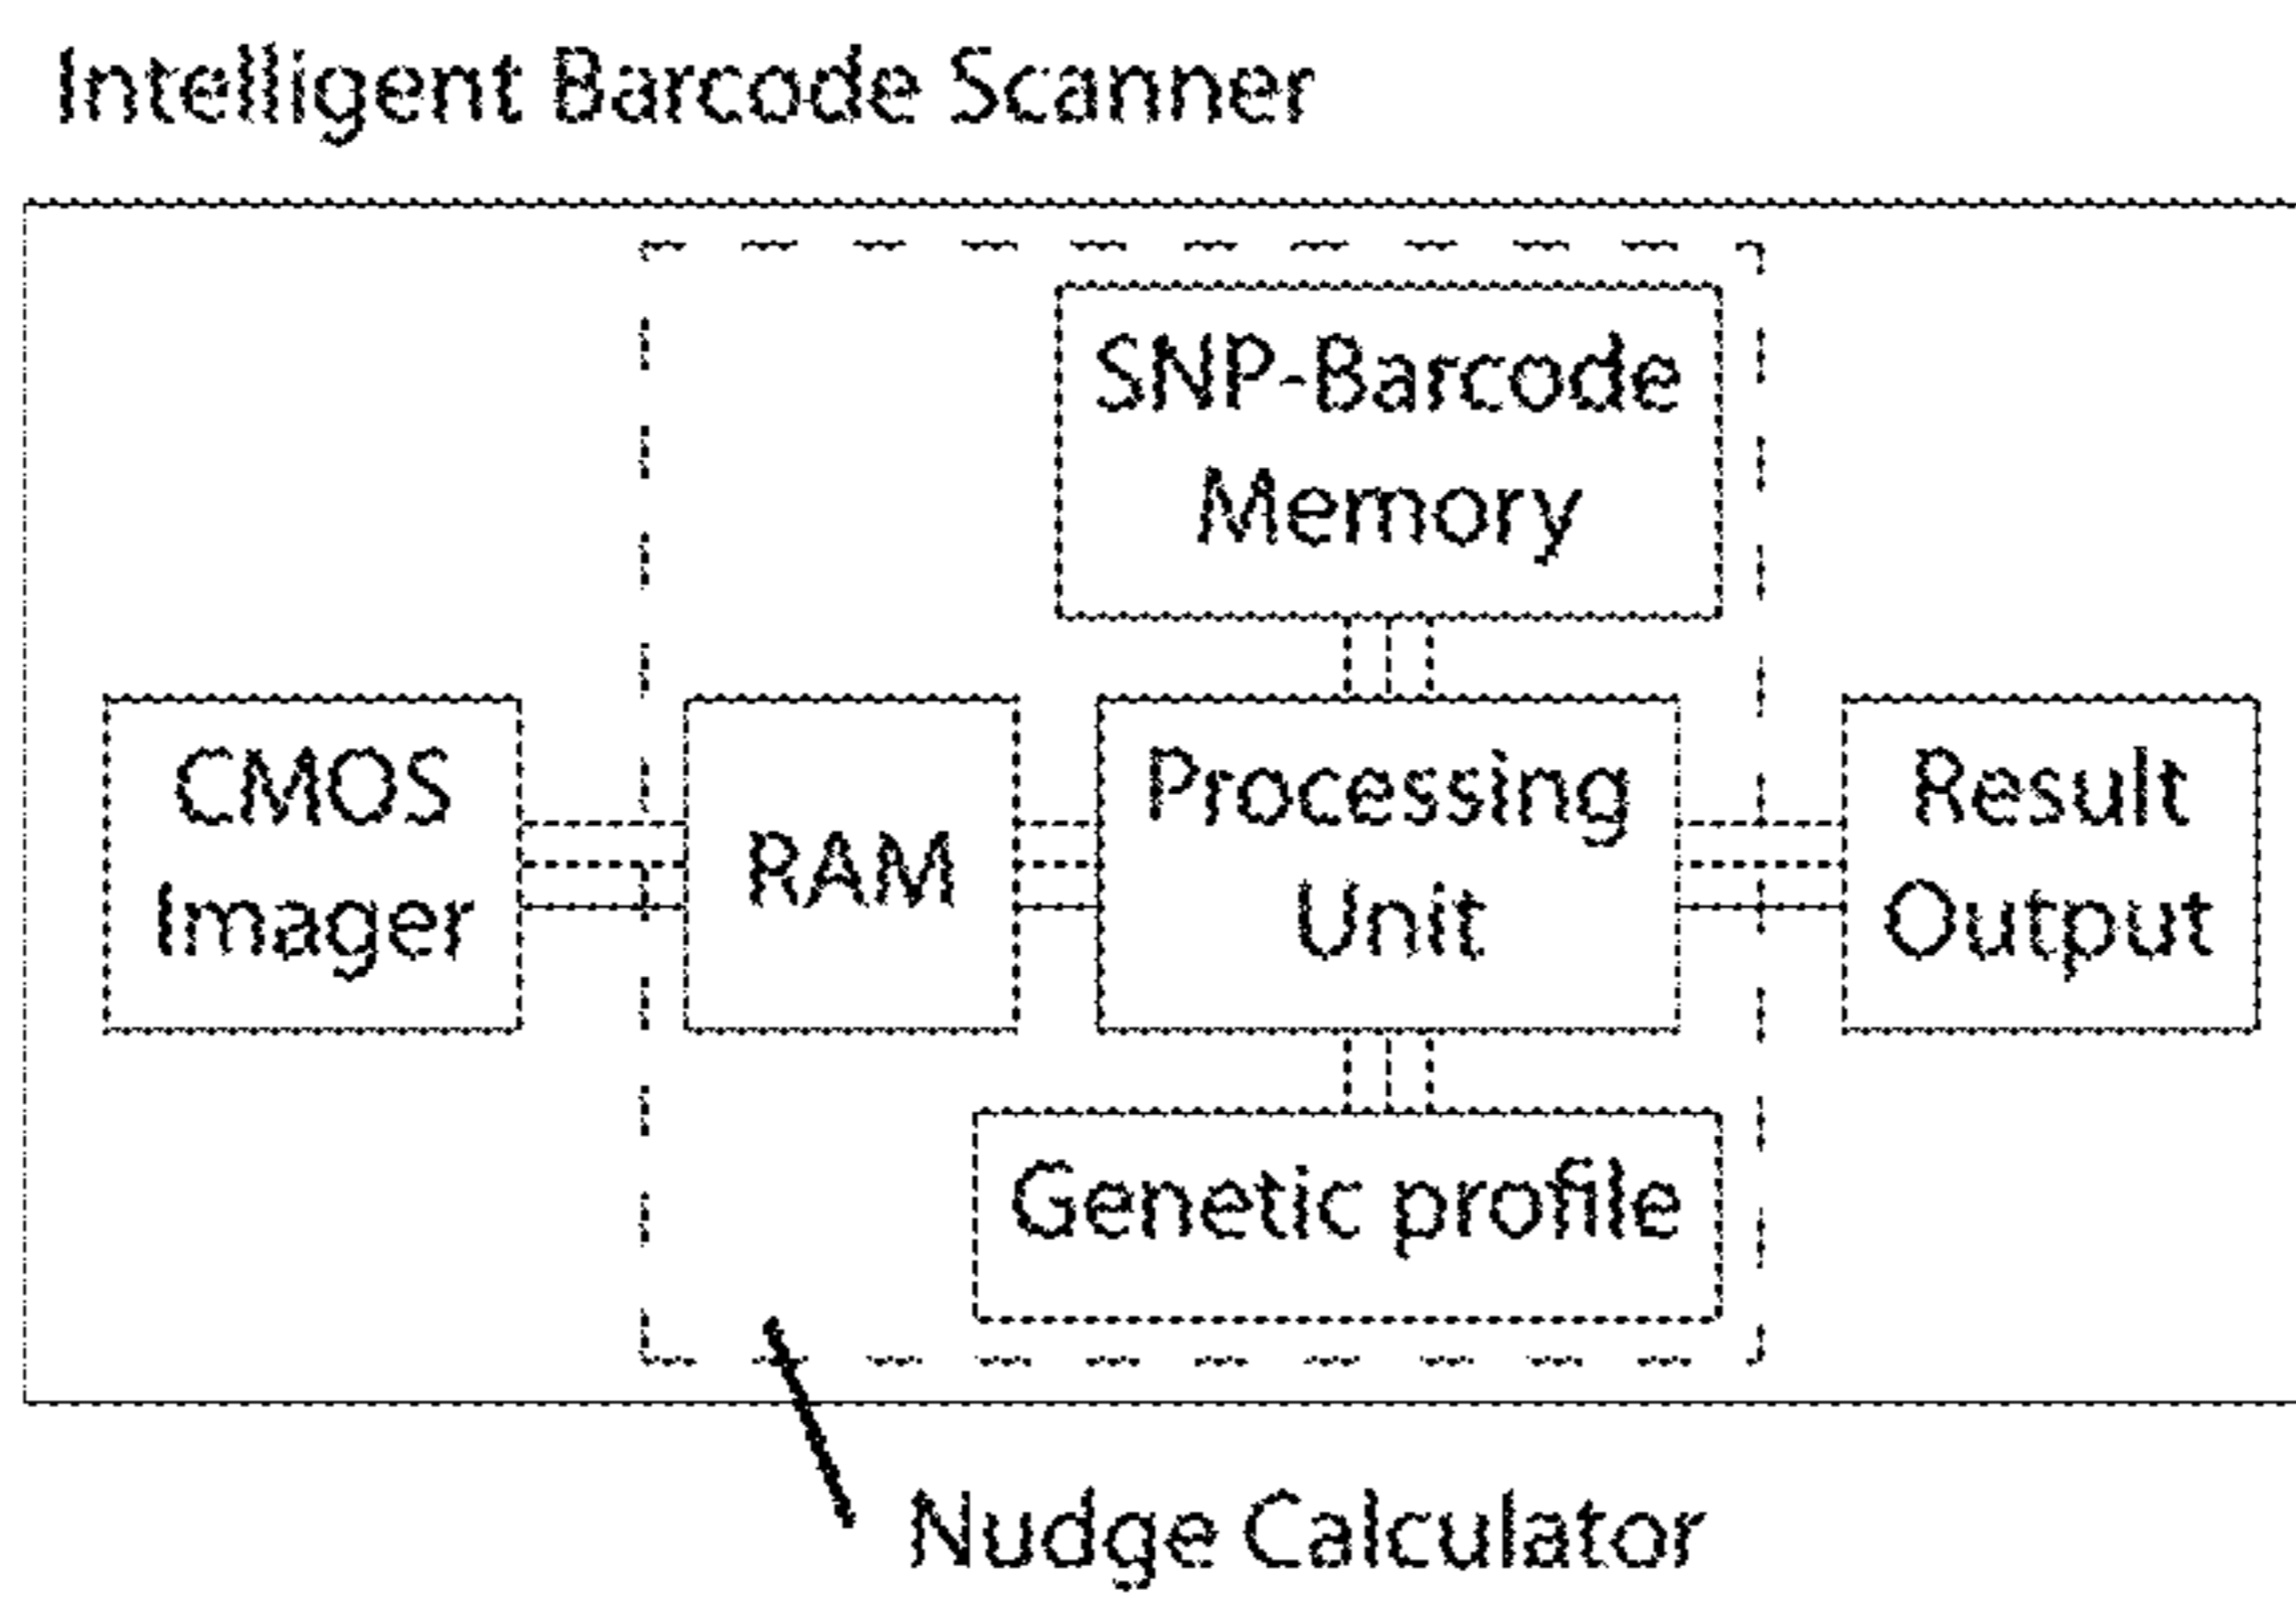 Intelligent Barcode Scanner
SNP-Barcode
Memory
CMOS
Imager
RAM
Processing
Unit
Result
Output
Genetic profile
Nudge Calculator